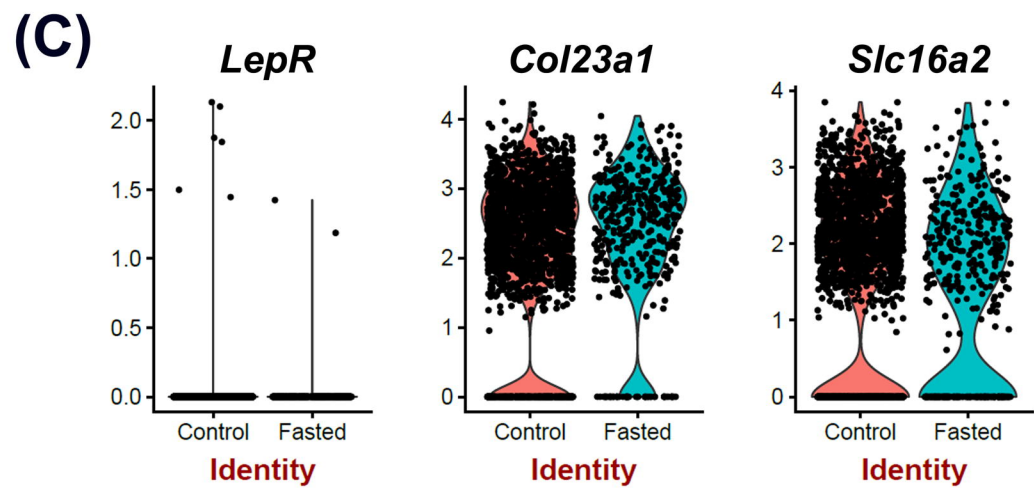 (C)
LepR
2.0
1.5
1.0
0.5
0.0
Control Fasted
Identity
Col23a1
4
3
2
1
0
Control Fasted
Identity
Slc16a2
4
3
2
1
0
Control Fasted
Identity